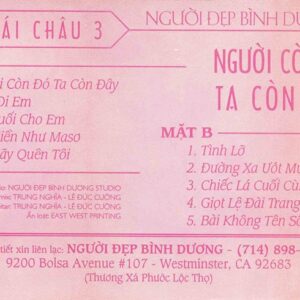 ÁI CHÂU 3
NGƯỜI ĐẸP BÌNH DƯ
Còn Đó Ta Còn Đây
Đi Em
uối Cho Em
iền Như Maso
ãy Quên Tôi
NGƯỜI CÒ
TA CÒN
MẶT B
1. Tình Lỡ
2. Đường Xa Ướt Mư
3. Chiếc Lá Cuối Cù
4. Giọt Lệ Đài Trang
5. Bài Không Tên Số
NGƯỜI ĐẸP BÌNH DƯƠNG STUDIO
TRUNG NGHĨA - LÊ ĐỨC CƯỜNG
TRUNG NGHĨA - LÊ ĐỨC CƯỜNG
Ấn loát: EAST WEST PRINTING
tiết xin liên lạc: NGƯỜI ĐẸP BÌNH DƯƠNG - (714) 898-
9200 Bolsa Avenue #107 - Westminster, CA 92683
(Thương Xá Phước Lộc Thọ)